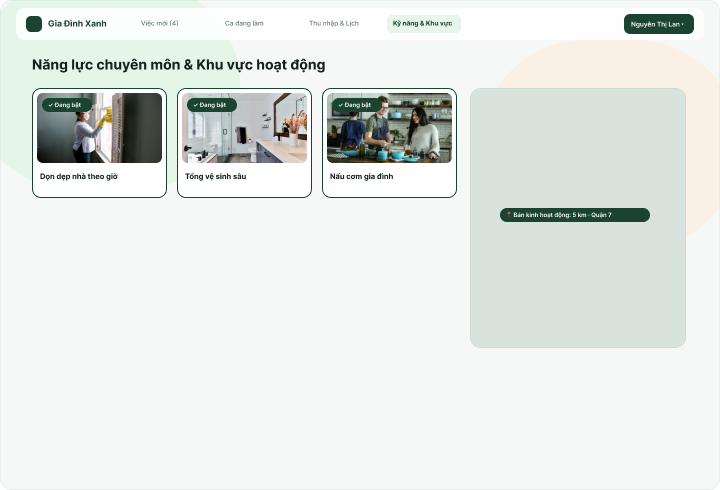 Gia Đình Xanh
Việc mới (4)
Ca đang làm
Thu nhập & Lịch
Kỹ năng & Khu vực
Nguyễn Thị Lan
Năng lực chuyên môn & Khu vực hoạt động
✓ Đang bật
✓ Đang bật
✓ Đang bật
Dọn dẹp nhà theo giờ
Tổng vệ sinh sâu
Nấu cơm gia đình
📍 Bán kính hoạt động: 5 km · Quận 7